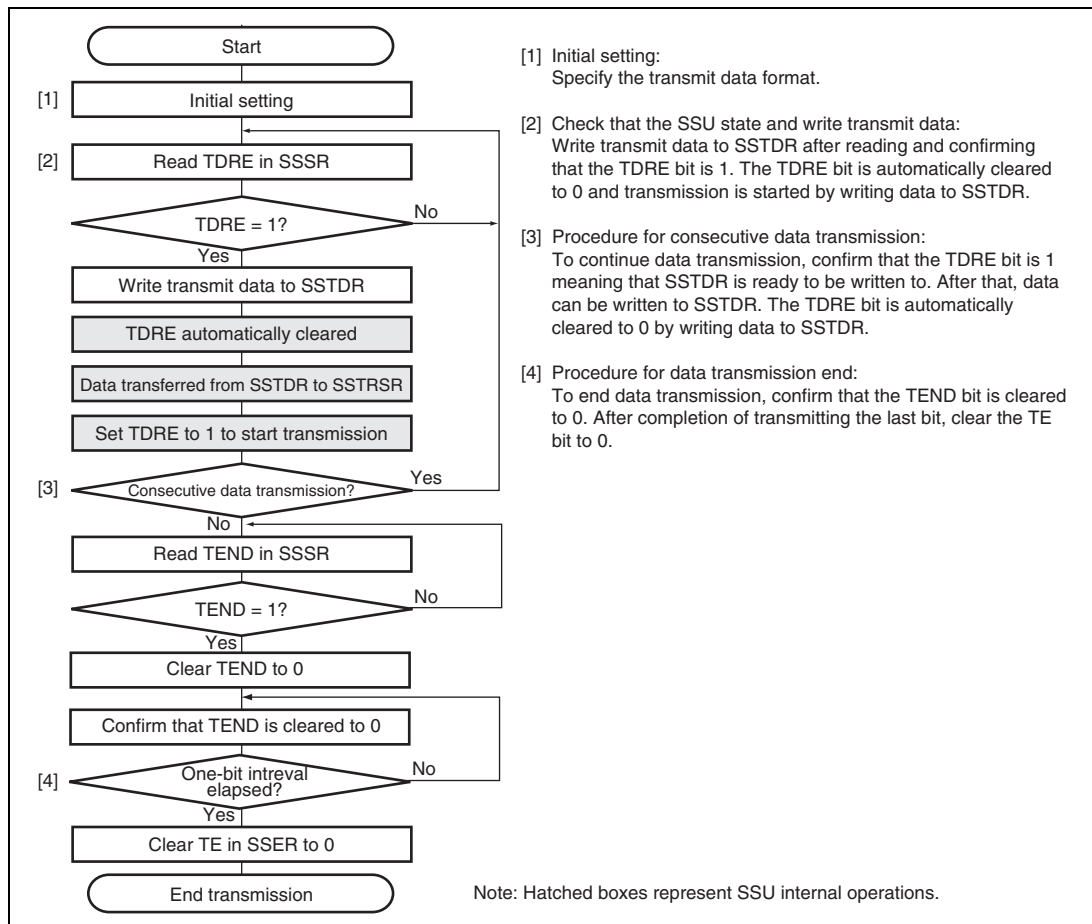 Start
[1] Initial setting
[2] Read TDRE in SSSR
TDRE = 1?
No
Yes
Write transmit data to SSTDR
TDRE automatically cleared
Data transferred from SSTDR to SSTRSR
Set TDRE to 1 to start transmission
[3] Consecutive data transmission?
Yes
No
Read TEND in SSSR
TEND = 1?
No
Yes
Clear TEND to 0
Confirm that TEND is cleared to 0
[4] One-bit intreval
elapsed?
No
Yes
Clear TE in SSER to 0
End transmission
[1] Initial setting:
Specify the transmit data format.
[2] Check that the SSU state and write transmit data:
Write transmit data to SSTDR after reading and confirming
that the TDRE bit is 1. The TDRE bit is automatically cleared
to 0 and transmission is started by writing data to SSTDR.
[3] Procedure for consecutive data transmission:
To continue data transmission, confirm that the TDRE bit is 1
meaning that SSTDR is ready to be written to. After that, data
can be written to SSTDR. The TDRE bit is automatically
cleared to 0 by writing data to SSTDR.
[4] Procedure for data transmission end:
To end data transmission, confirm that the TEND bit is cleared
to 0. After completion of transmitting the last bit, clear the TE
bit to 0.
Note: Hatched boxes represent SSU internal operations.